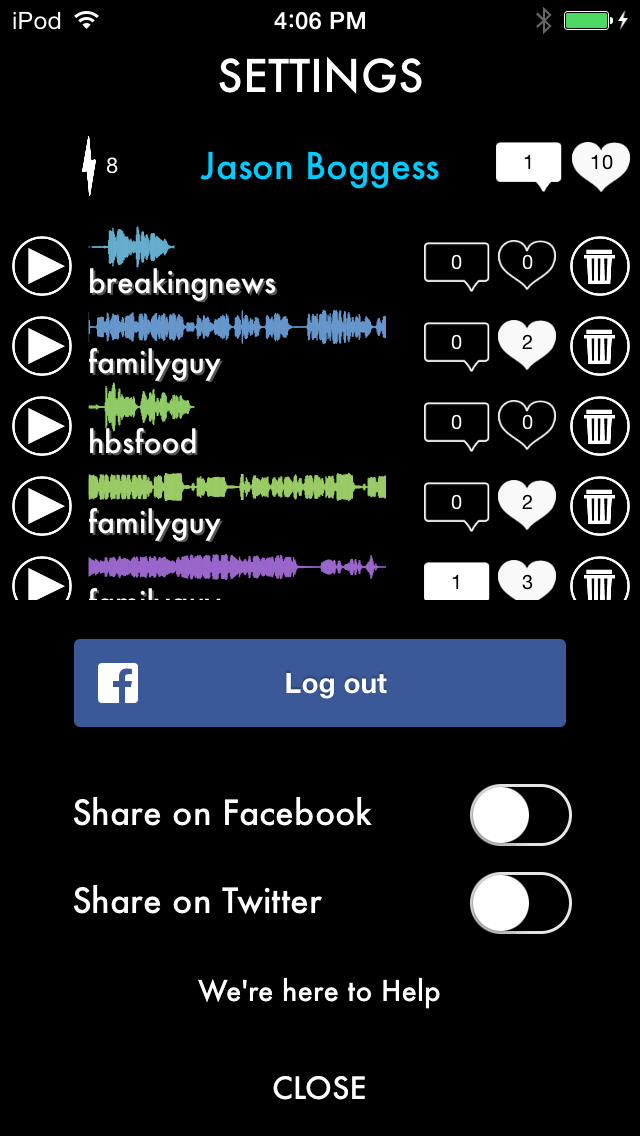 iPod 4:06 PM
SETTINGS
8 Jason Boggess 1 10
breakingnews 0 0
familyguy 0 2
hbsfood 0 0
familyguy 0 2
familyguy 1 3
Log out
Share on Facebook
Share on Twitter
We're here to Help
CLOSE